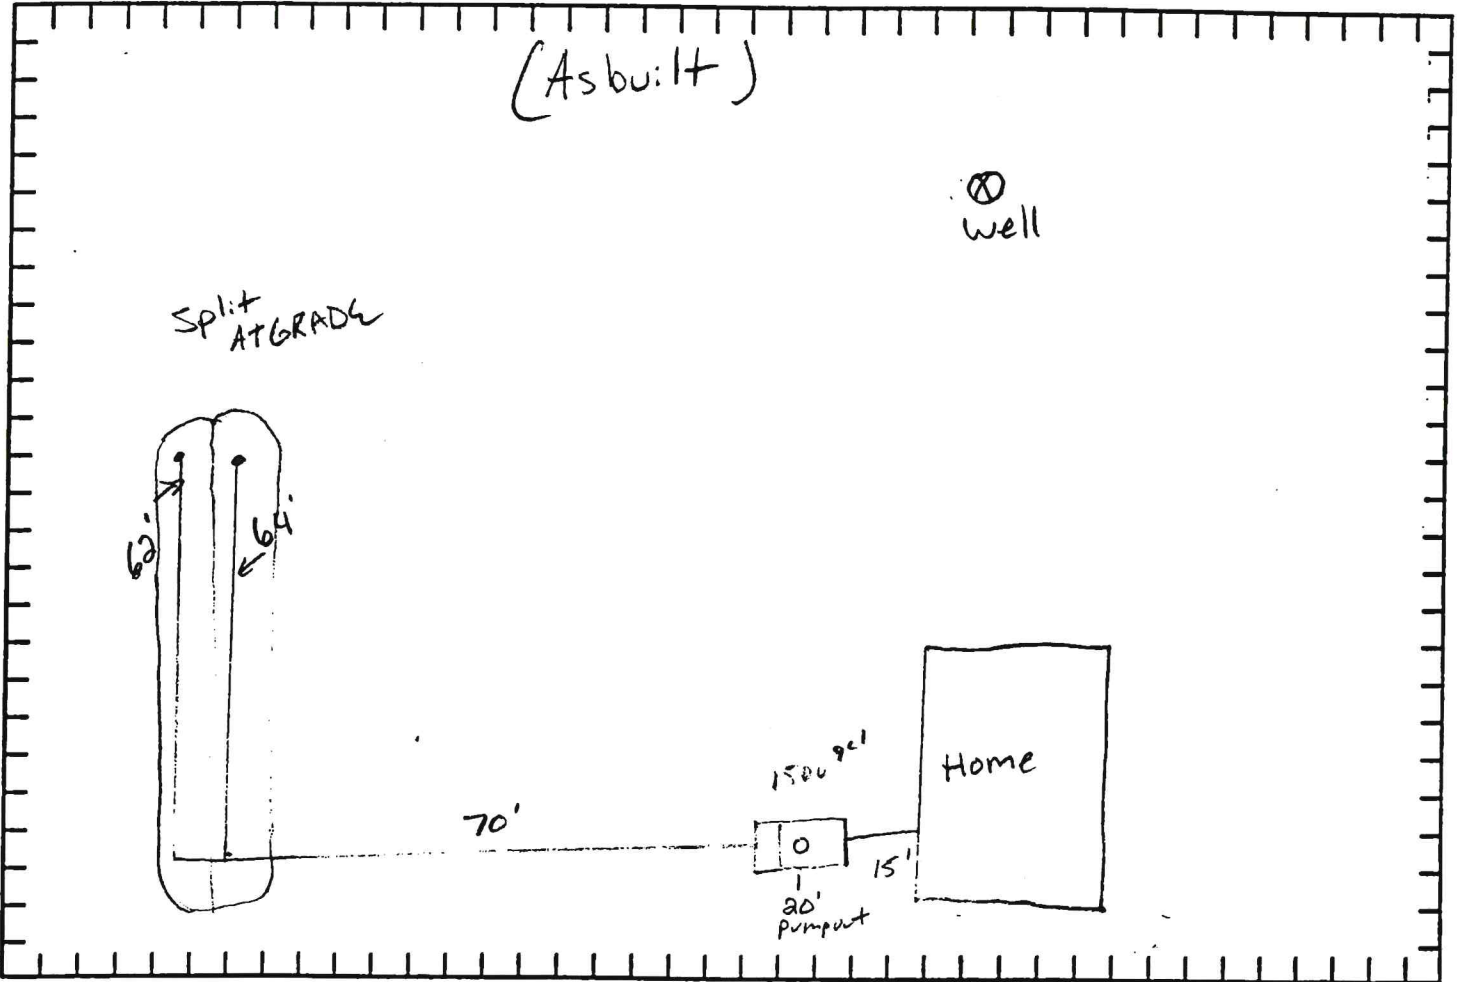 (Asbuilt)
well
Split
AtGRADE
62'
64'
70'
1500 gal
Home
15'
20'
pumpout